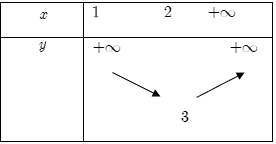 x 1 2 +∞
y +∞ +∞
3